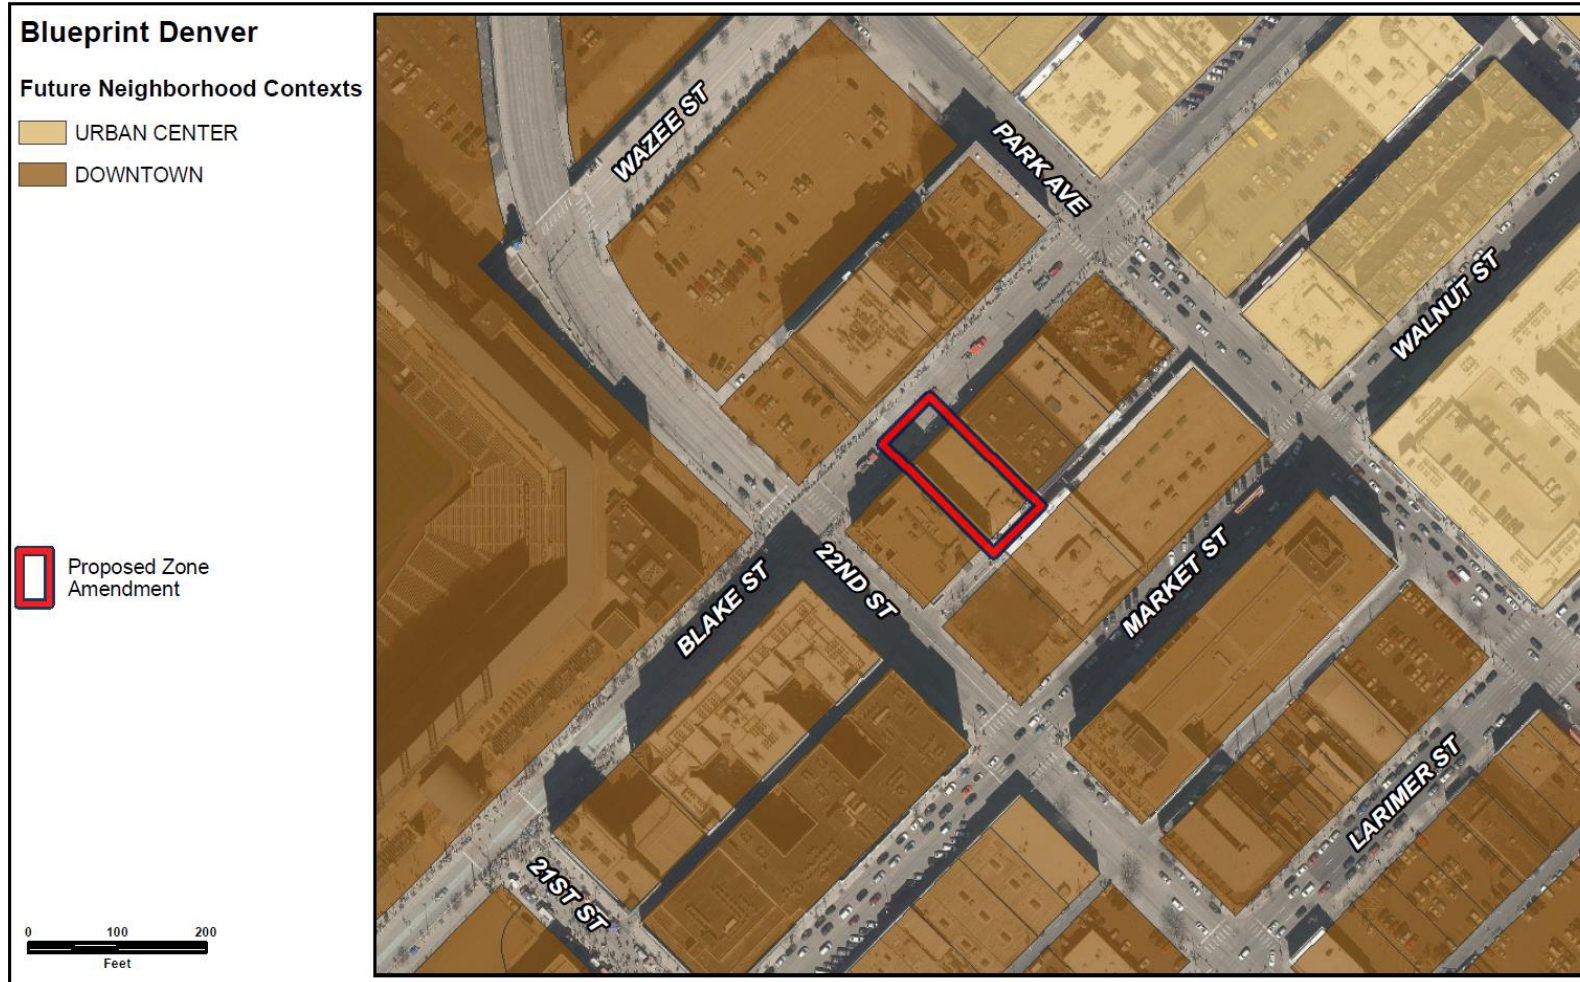 Blueprint Denver
Future Neighborhood Contexts
URBAN CENTER
DOWNTOWN
Proposed Zone
Amendment
0 100 200
Feet
WAZEE ST
PARK AVE
WALNUT ST
BLAKE ST
22ND ST
MARKET ST
LARIMER ST
21ST ST